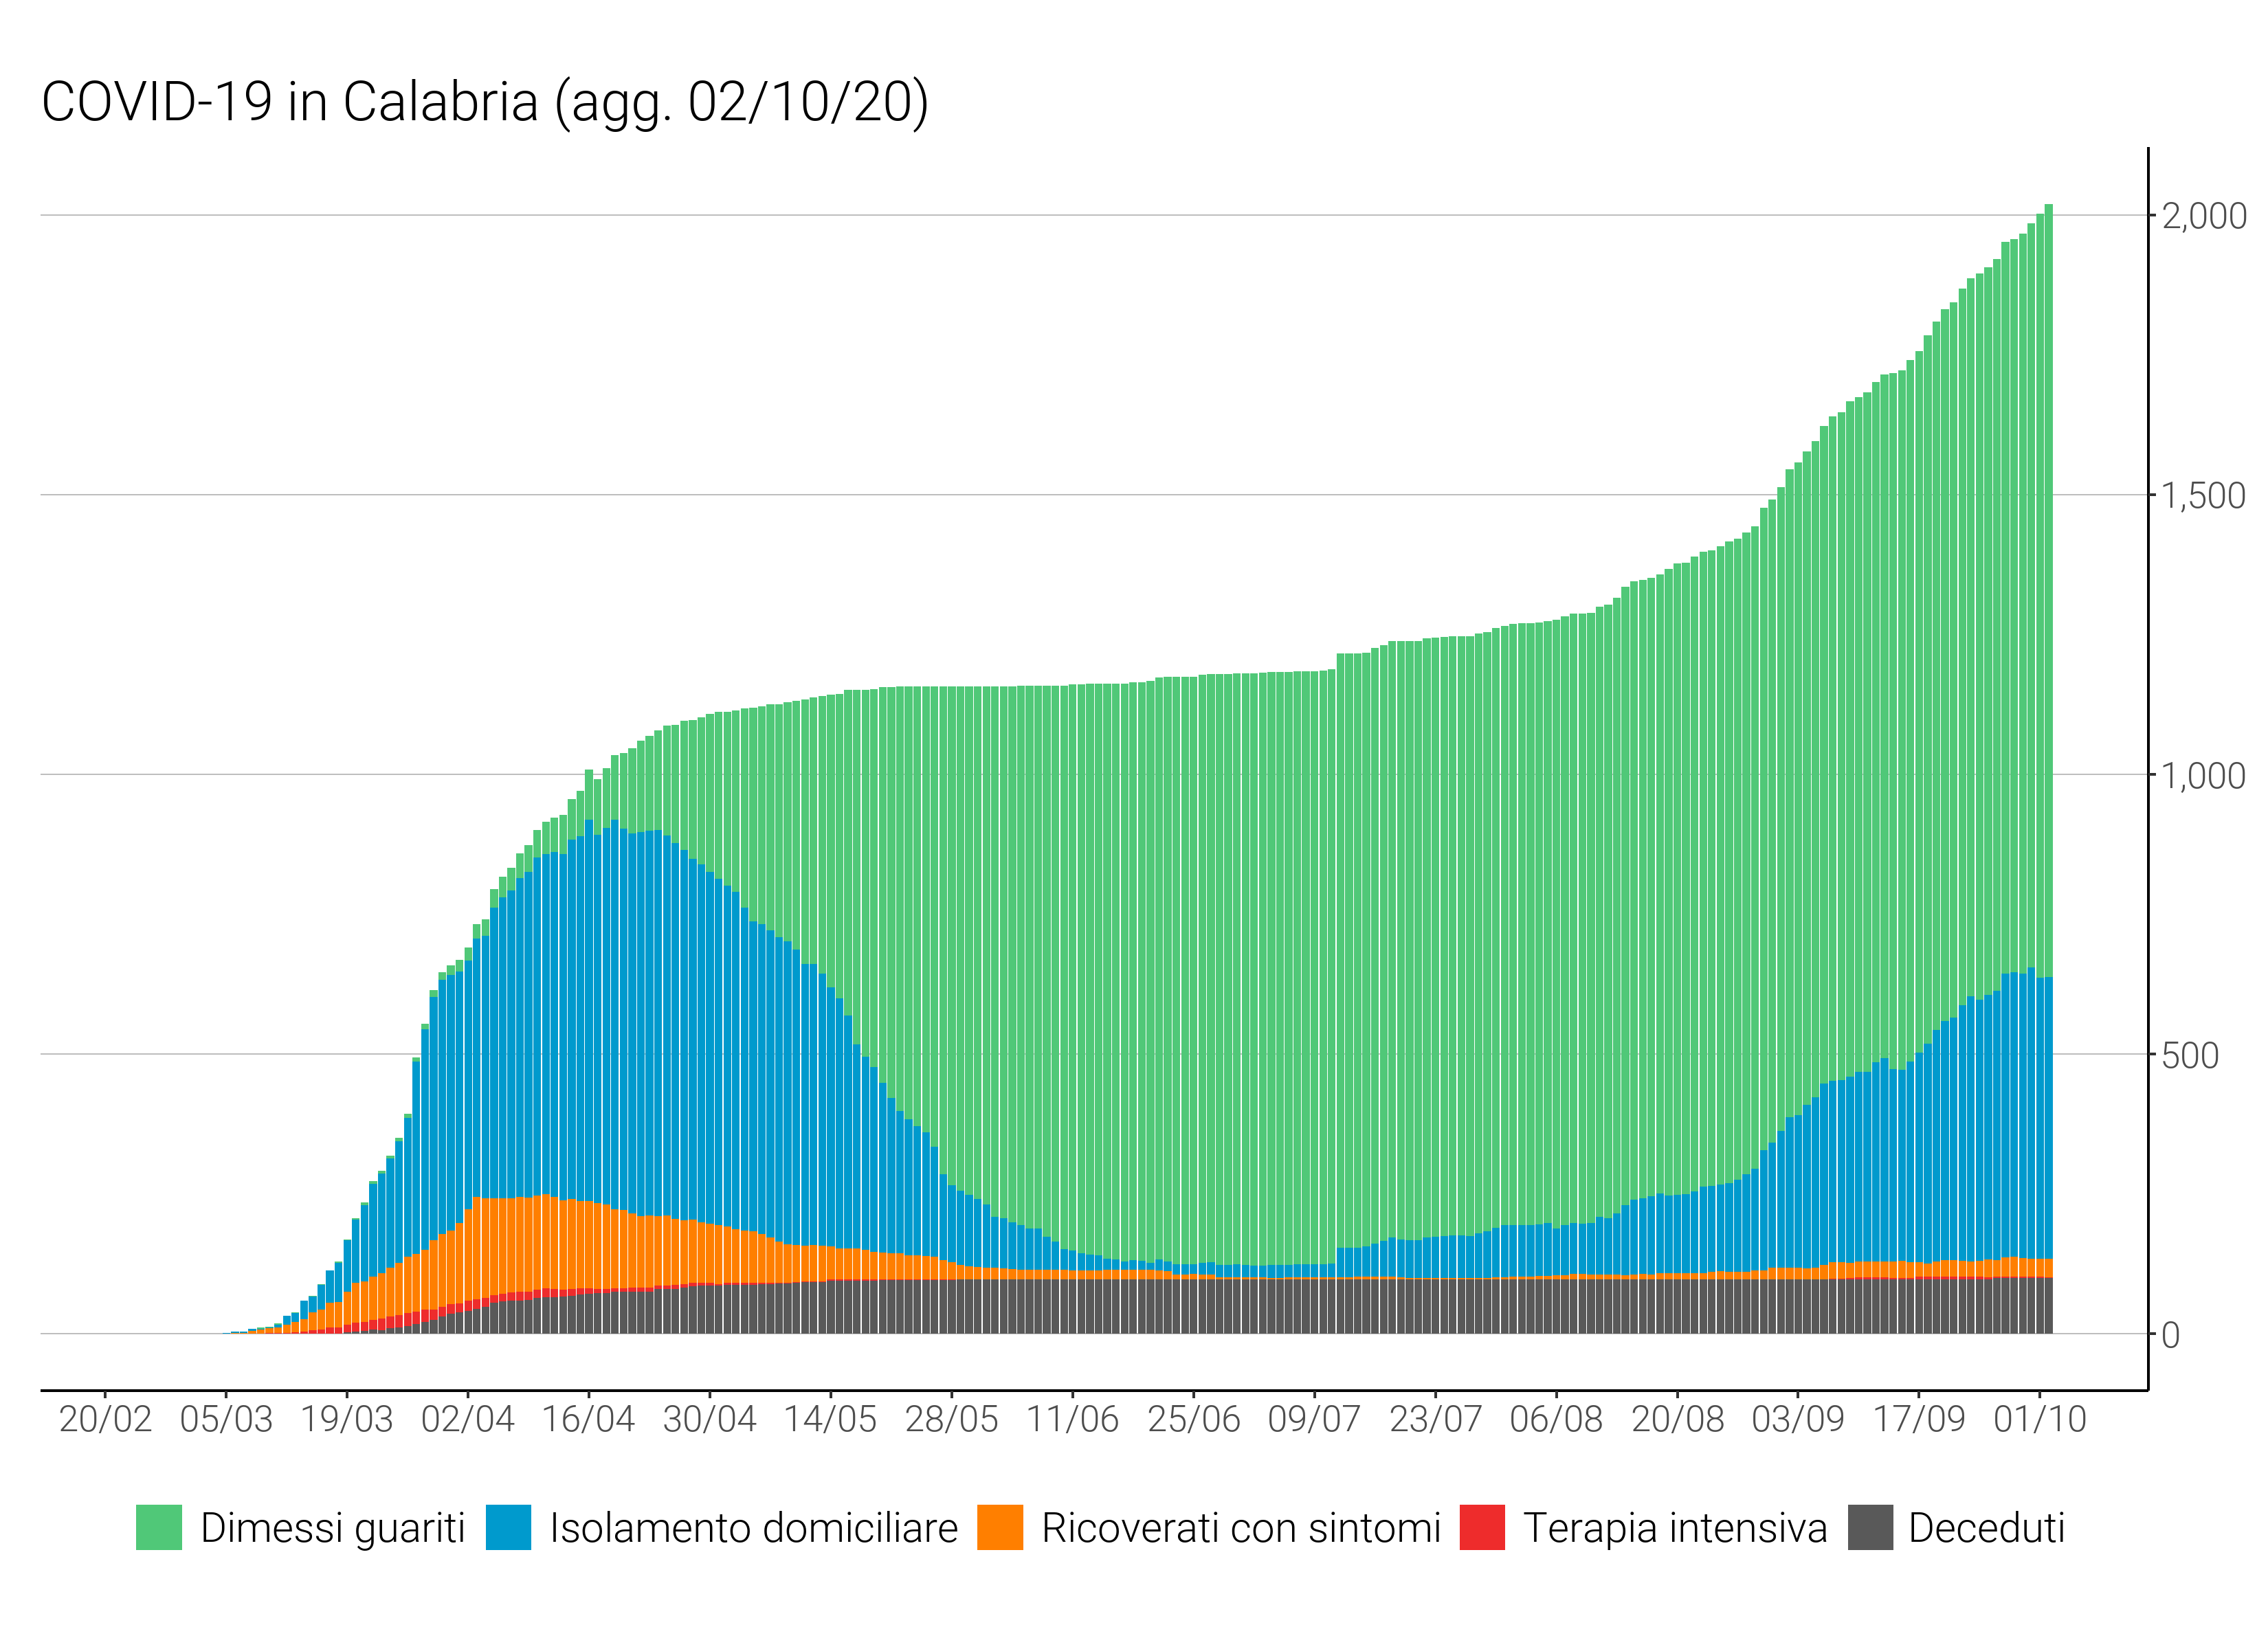 COVID-19 in Calabria (agg. 02/10/20)
2,000
1,500
1,000
500
0
20/02 05/03 19/03 02/04 16/04 30/04 14/05 28/05 11/06 25/06 09/07 23/07 06/08 20/08 03/09 17/09 01/10
Dimessi guariti Isolamento domiciliare Ricoverati con sintomi Terapia intensiva Deceduti